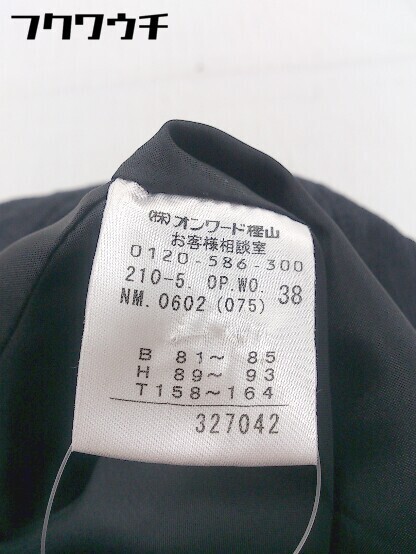 フクワウチ
(株)オンワード樫山
お客様相談室
0120-586-300
210-5. OP.WO. 38
NM. 0602 (075)
B 81～ 85
H 89～ 93
T158～164
327042